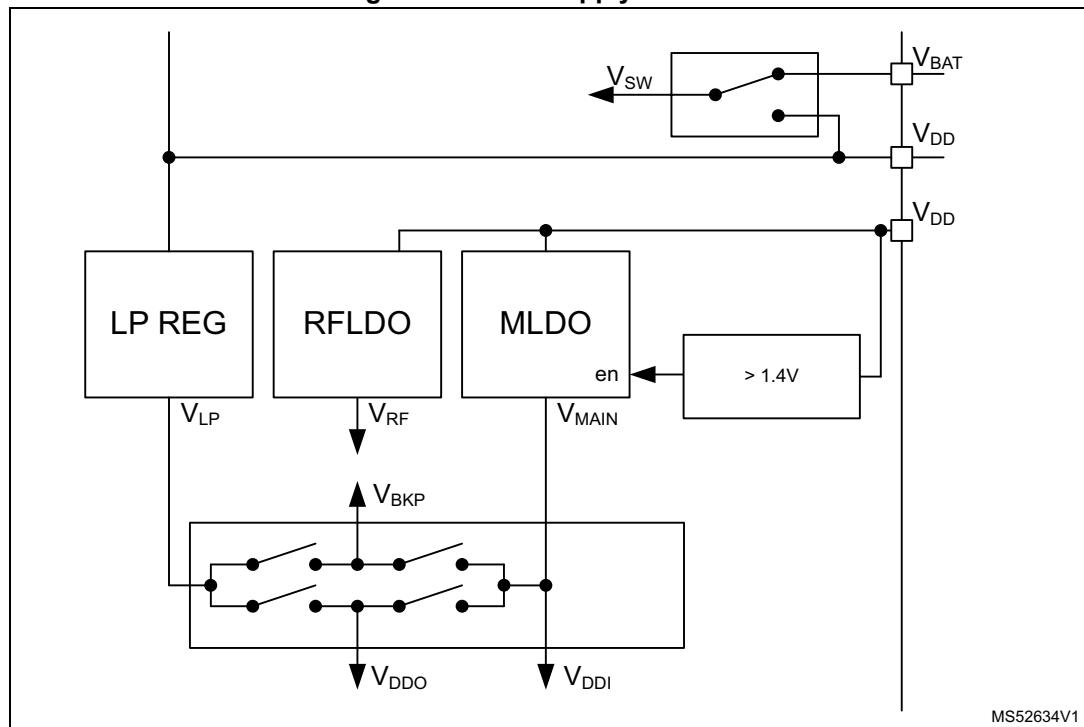 VBAT
VSW
VDD
VDD
LP REG
RFLDO
MLDO
en
> 1.4V
VLP
VRF
VMAIN
VBKP
VDDO
VDDI
MS52634V1